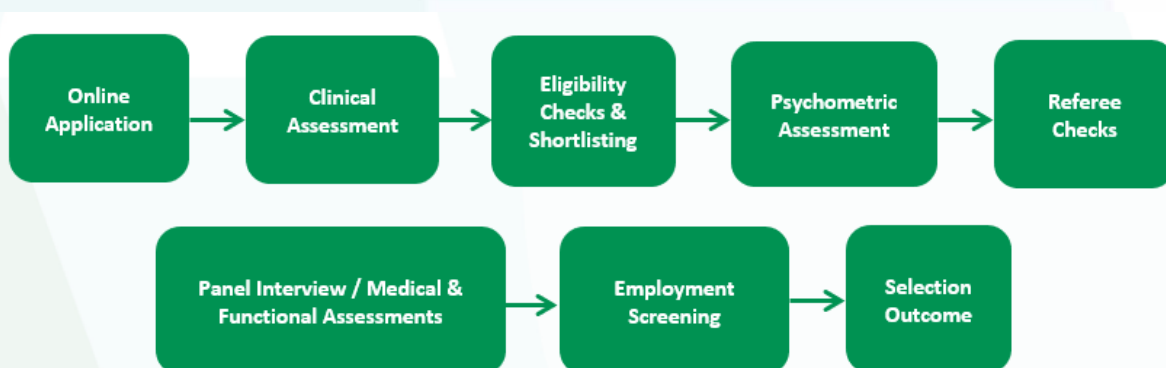 Online
Application
Clinical
Assessment
Eligibility
Checks &
Shortlisting
Psychometric
Assessment
Referee
Checks
Panel Interview / Medical &
Functional Assessments
Employment
Screening
Selection
Outcome